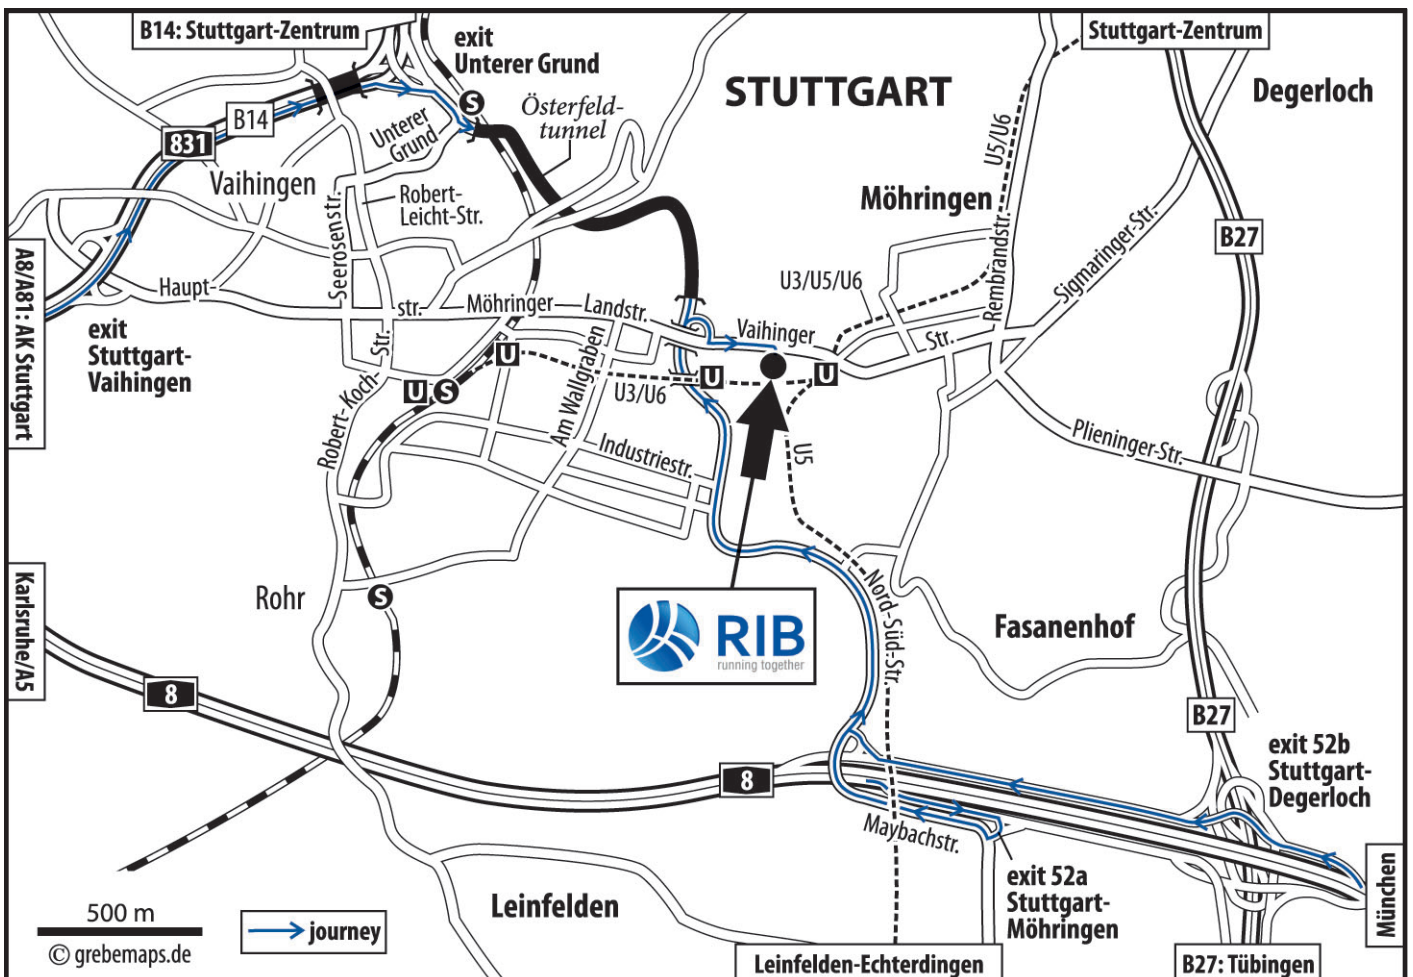 B14: Stuttgart-Zentrum
exit
Unterer Grund
STUTTGART
Stuttgart-Zentrum
Degerloch
S
Österfeld-
tunnel
B14
831
Unterer
Grund
U5/U6
Vaihingen
Robert-
Leicht-Str.
Seerosenstr.
Möhringen
Sigmaringer-Str.
Rembrandstr.
B27
A8/A81: AK Stuttgart
Haupt-
str.
Möhringer
Landstr.
Vaihinger
Str.
U3/U5/U6
exit
Stuttgart-
Vaihingen
Robert-Koch-
Str.
U
U
S
U
U
U3/U6
Am Wallgraben
Industriestr.
U5
Plieninger-Str.
Karlsruhe/A5
Rohr
S
RIB
running together
Nord-Süd-Str.
Fasanenhof
8
8
B27
exit 52b
Stuttgart-
Degerloch
Maybachstr.
exit 52a
Stuttgart-
Möhringen
München
Leinfelden
500 m
© grebemaps.de
journey
Leinfelden-Echterdingen
B27: Tübingen